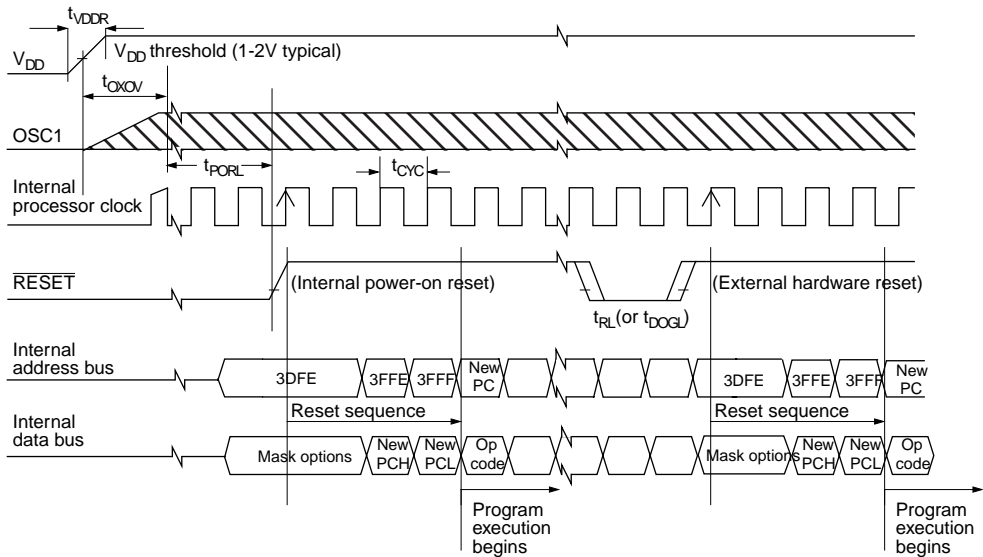 tVDDR
VDD
VDD threshold (1-2V typical)
tOXOV
OSC1
tPORL
tCYC
Internal
processor clock
RESET
(Internal power-on reset)
(External hardware reset)
tRL(or tDOGL)
Internal
address bus
3DFE
3FFE
3FFF
New
PC
3DFE
3FFE
3FFF
New
PC
Reset sequence
Reset sequence
Internal
data bus
Mask options
New
PCH
New
PCL
Op
code
Mask options
New
PCH
New
PCL
Op
code
Program
execution
begins
Program
execution
begins